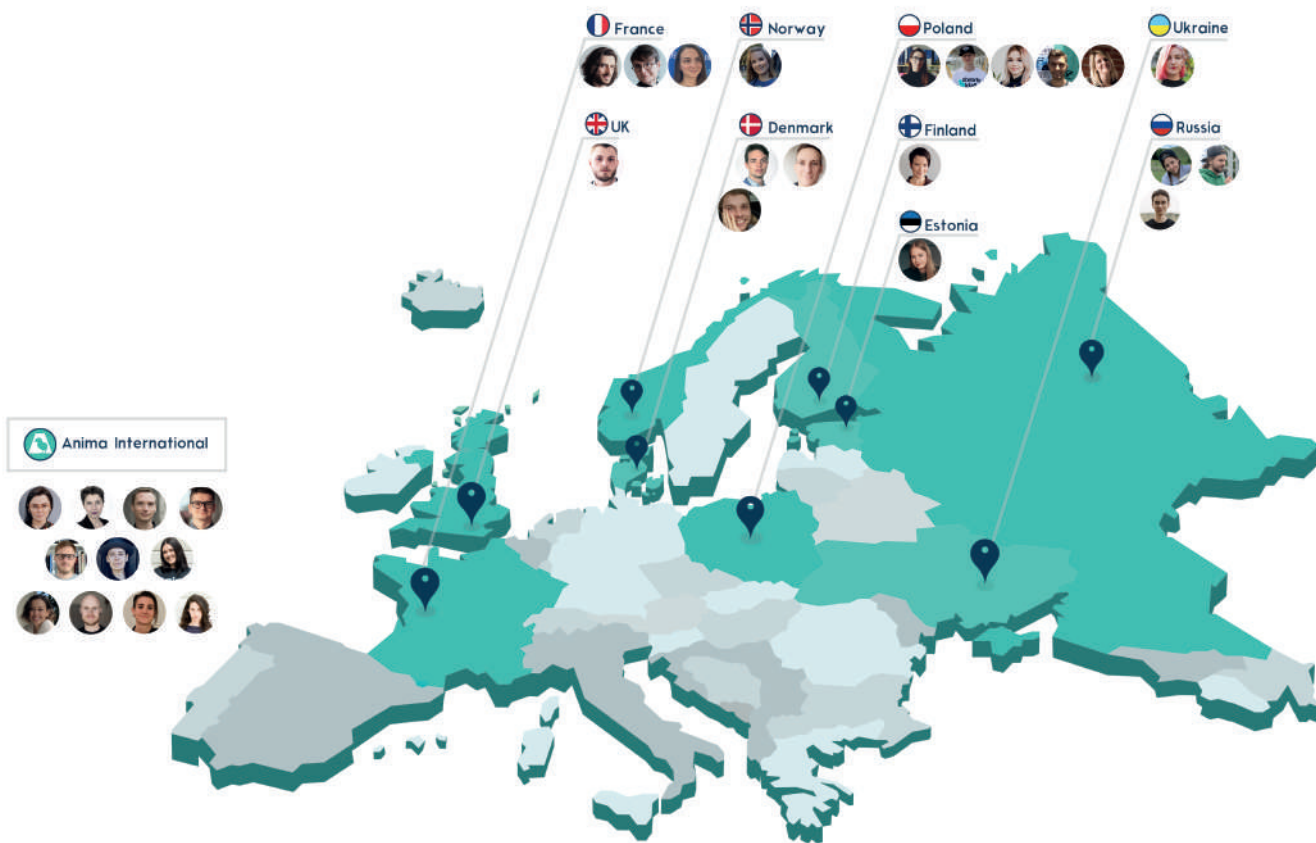 France
Norway
Poland
Ukraine
UK
Denmark
Finland
Russia
Estonia
Anima International